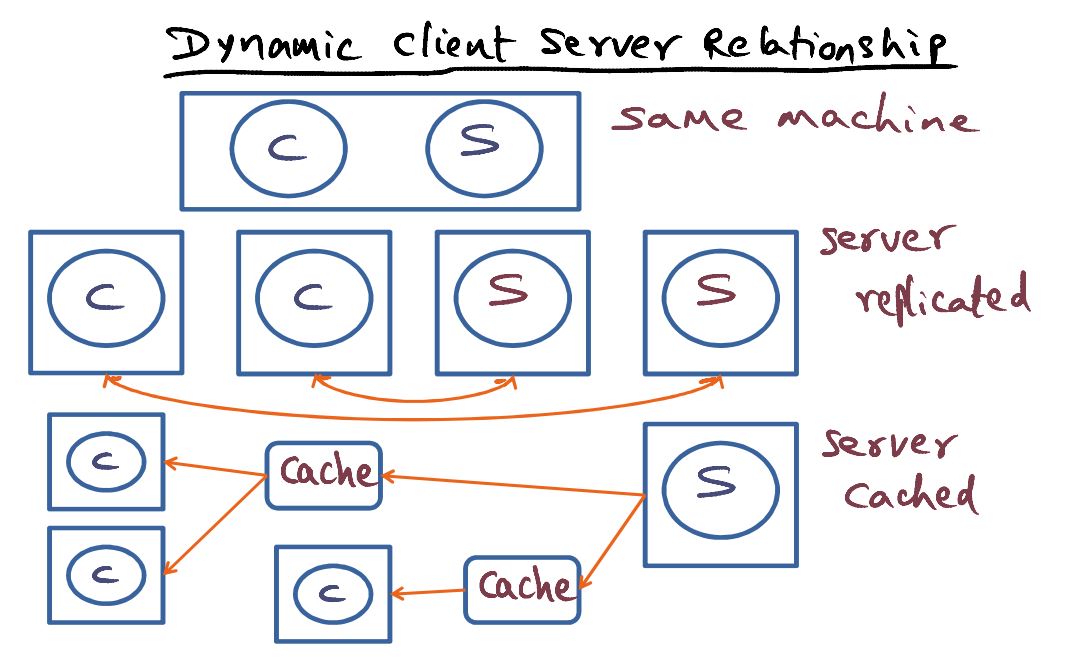 Dynamic Client Server Relationship
C S same machine
C C S S server
replicated
C Cache S server
cached
C C Cache